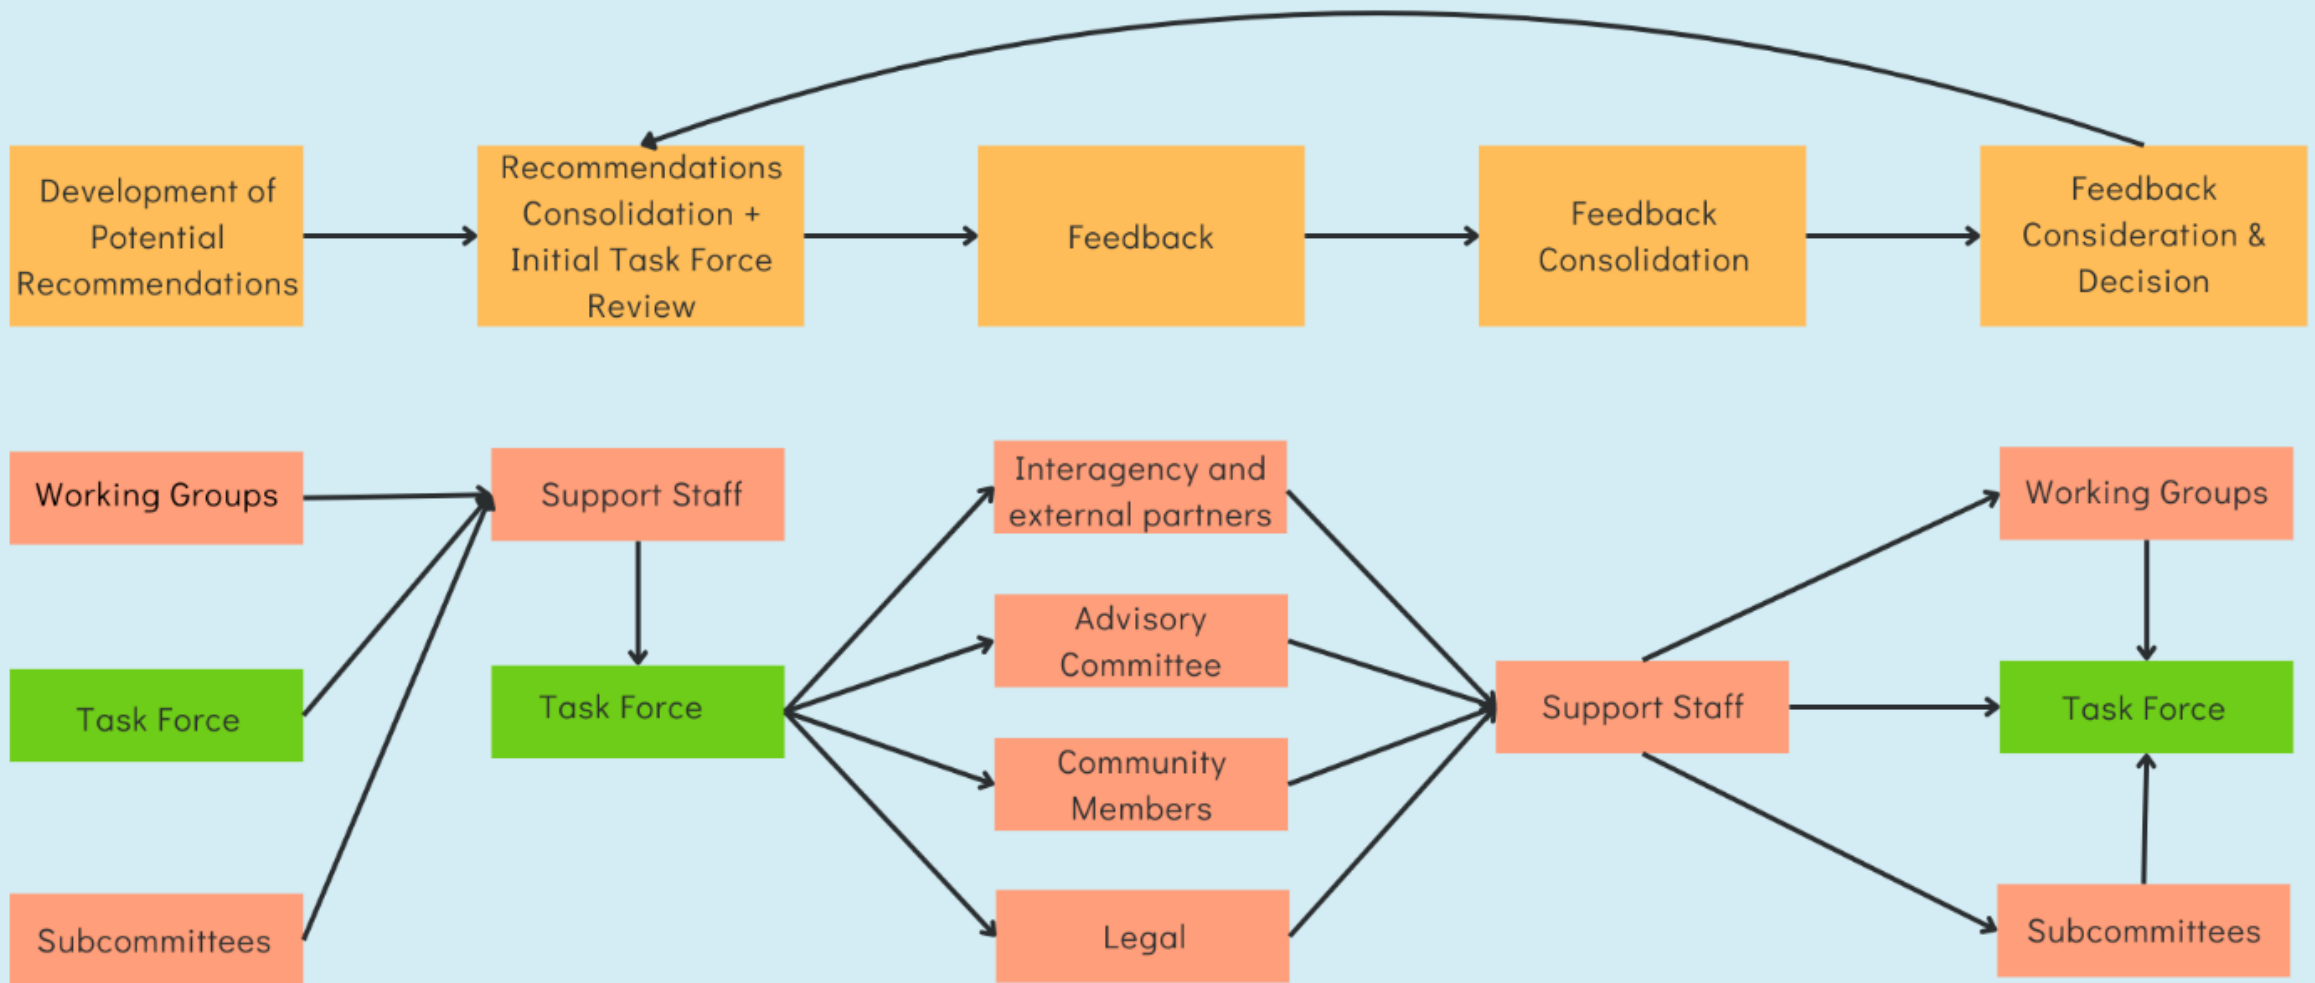 Development of
Potential
Recommendations
Recommendations
Consolidation +
Initial Task Force
Review
Feedback
Feedback
Consolidation
Feedback
Consideration &
Decision
Working Groups
Task Force
Subcommittees
Support Staff
Task Force
Interagency and
external partners
Advisory
Committee
Community
Members
Legal
Support Staff
Working Groups
Task Force
Subcommittees